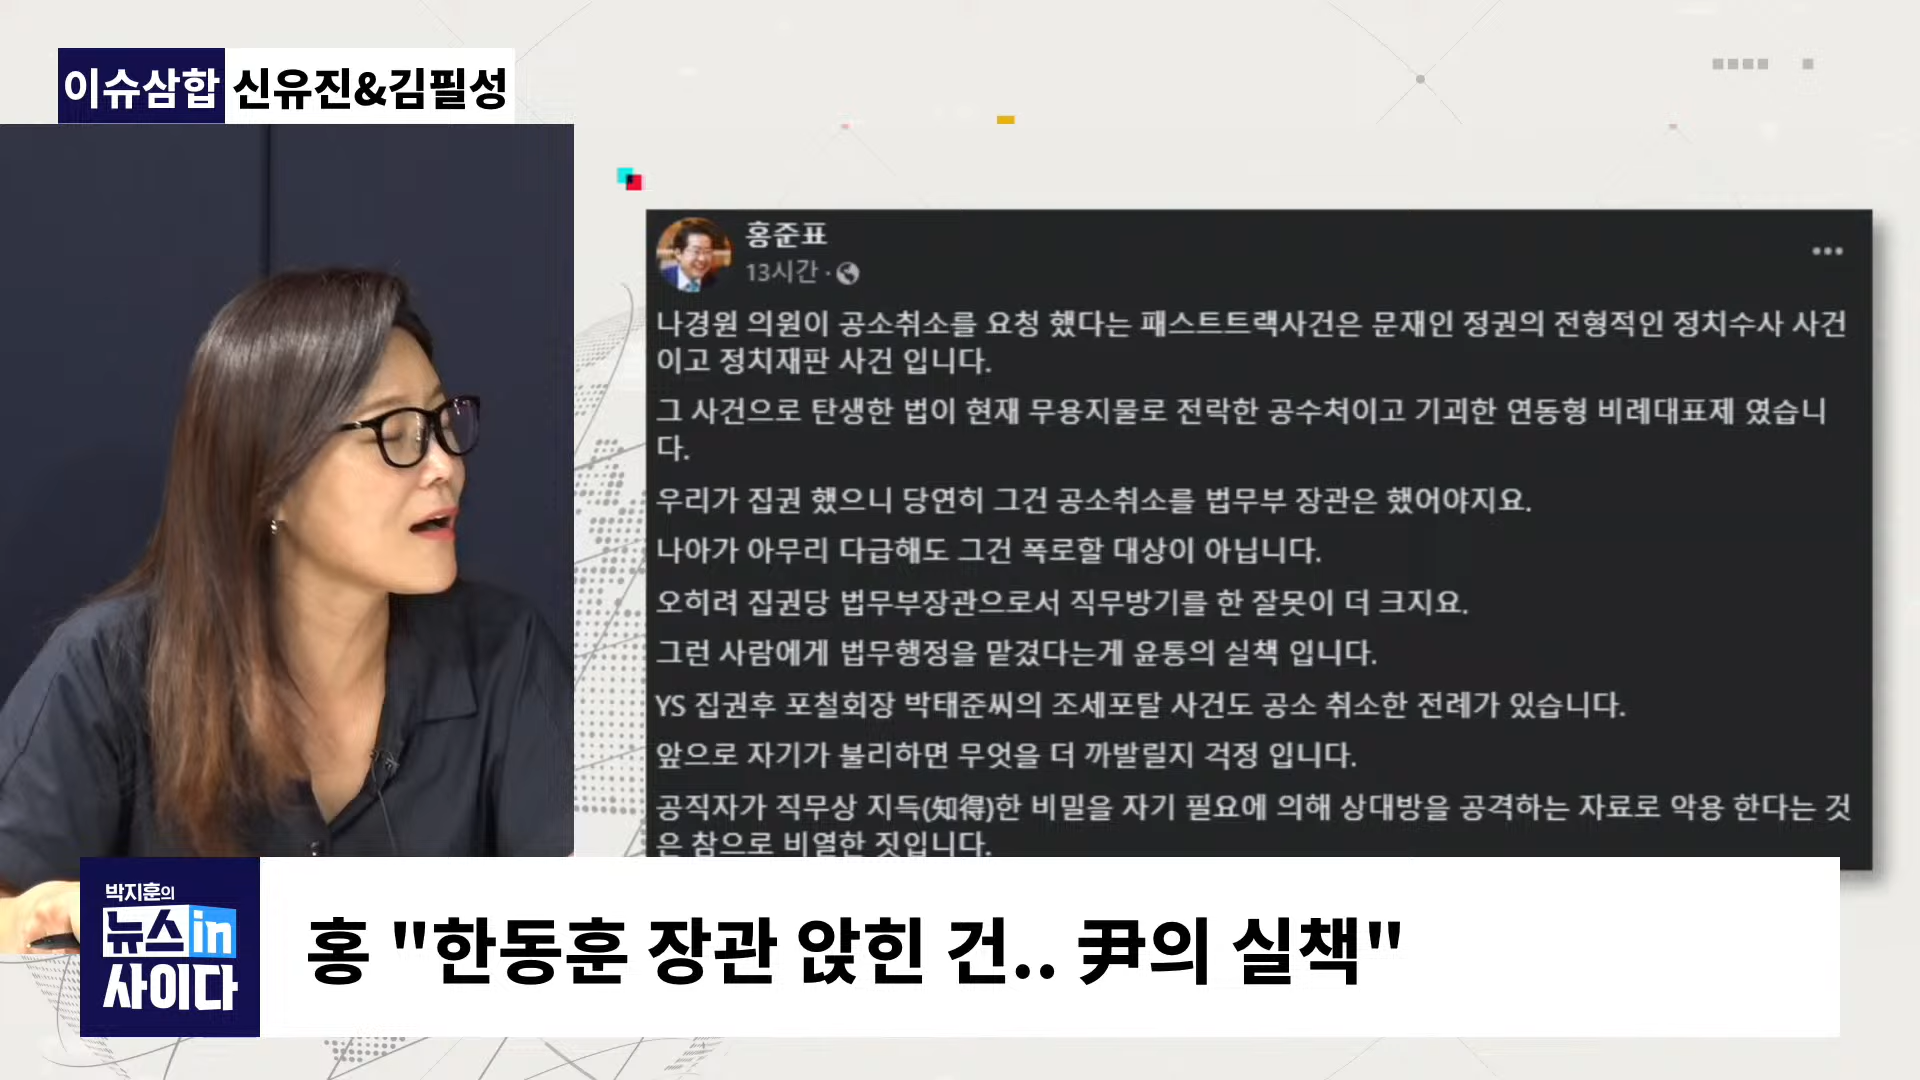 이슈삼합 신유진&김필성
홍준표
13시간 ·
나경원 의원이 공소취소를 요청 했다는 패스트트랙사건은 문재인 정권의 전형적인 정치수사 사건
이고 정치재판 사건 입니다.
그 사건으로 탄생한 법이 현재 무용지물로 전락한 공수처이고 기괴한 연동형 비례대표제 였습니
다.
우리가 집권 했으니 당연히 그건 공소취소를 법무부 장관은 했어야지요.
나아가 아무리 다급해도 그건 폭로할 대상이 아닙니다.
오히려 집권당 법무부장관으로서 직무방기를 한 잘못이 더 크지요.
그런 사람에게 법무행정을 맡겼다는게 윤통의 실책 입니다.
YS 집권후 포철회장 박태준씨의 조세포탈 사건도 공소 취소한 전례가 있습니다.
앞으로 자기가 불리하면 무엇을 더 까발릴지 걱정 입니다.
공직자가 직무상 지득(知得)한 비밀을 자기 필요에 의해 상대방을 공격하는 자료로 악용 한다는 것
은 참으로 비열한 짓입니다.
박지훈의
뉴스in
사이다
홍 "한동훈 장관 앉힌 건.. 尹의 실책"